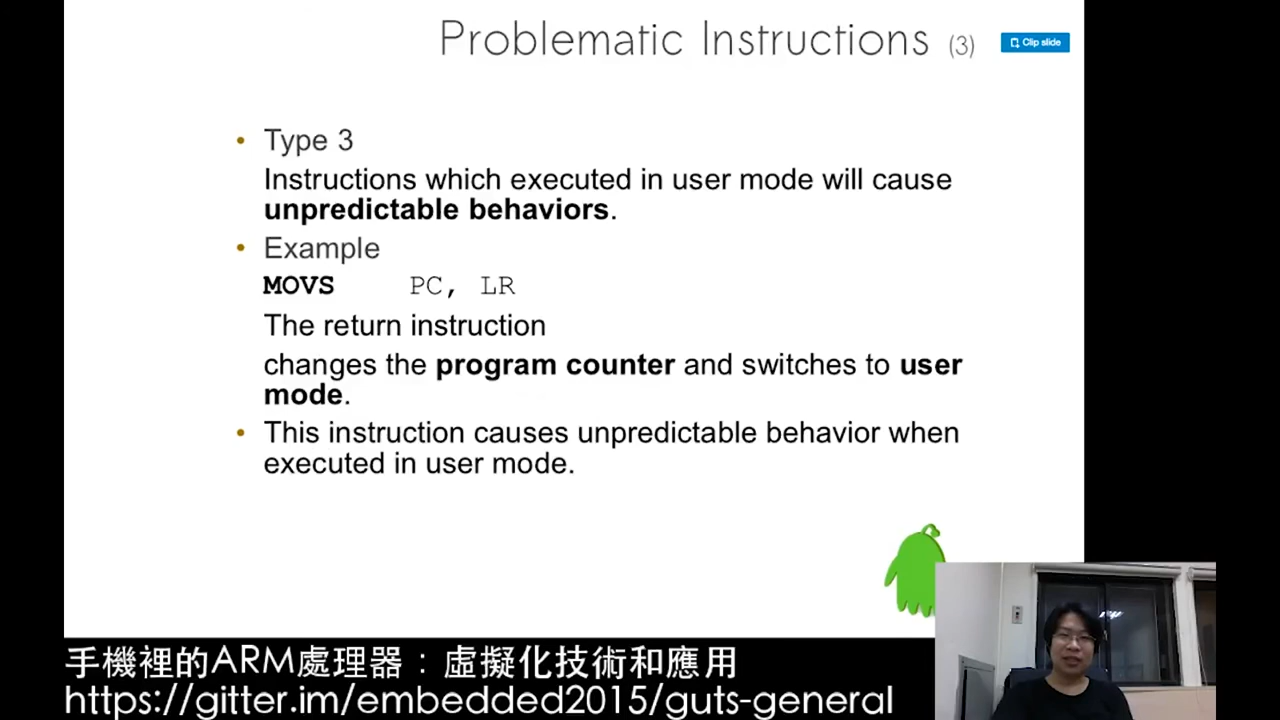 Problematic Instructions (3)
Clip slide
• Type 3
Instructions which executed in user mode will cause
unpredictable behaviors.
• Example
MOVS PC, LR
The return instruction
changes the program counter and switches to user
mode.
• This instruction causes unpredictable behavior when
executed in user mode.
手機裡的ARM處理器：虛擬化技術和應用
https://gitter.im/embedded2015/guts-general